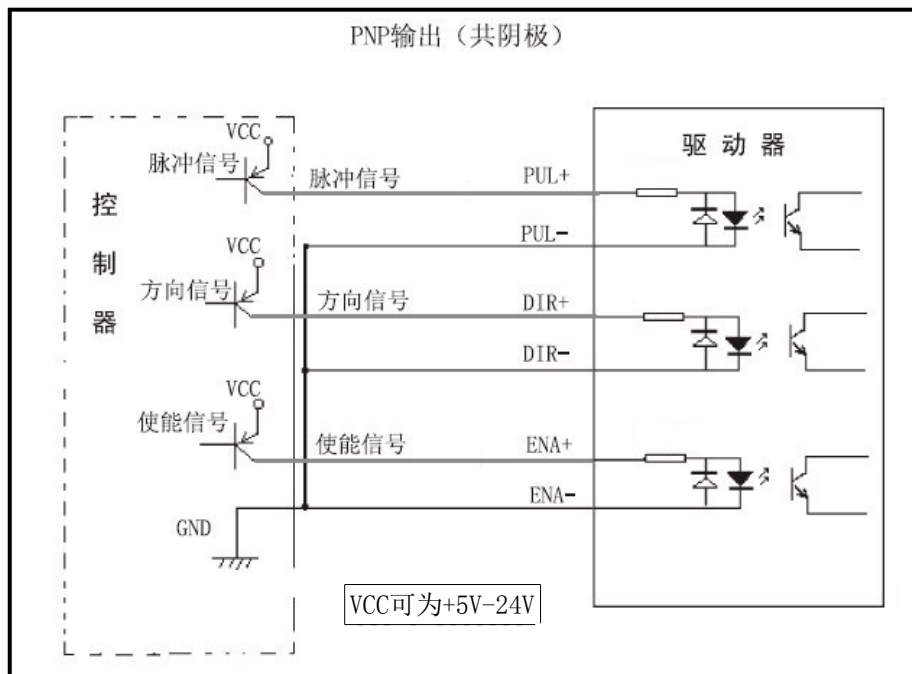 PNP输出（共阴极）
控制器
驱动器
VCC
脉冲信号
脉冲信号
PUL+
PUL-
VCC
方向信号
方向信号
DIR+
DIR-
VCC
使能信号
使能信号
ENA+
ENA-
GND
VCC可为+5V-24V